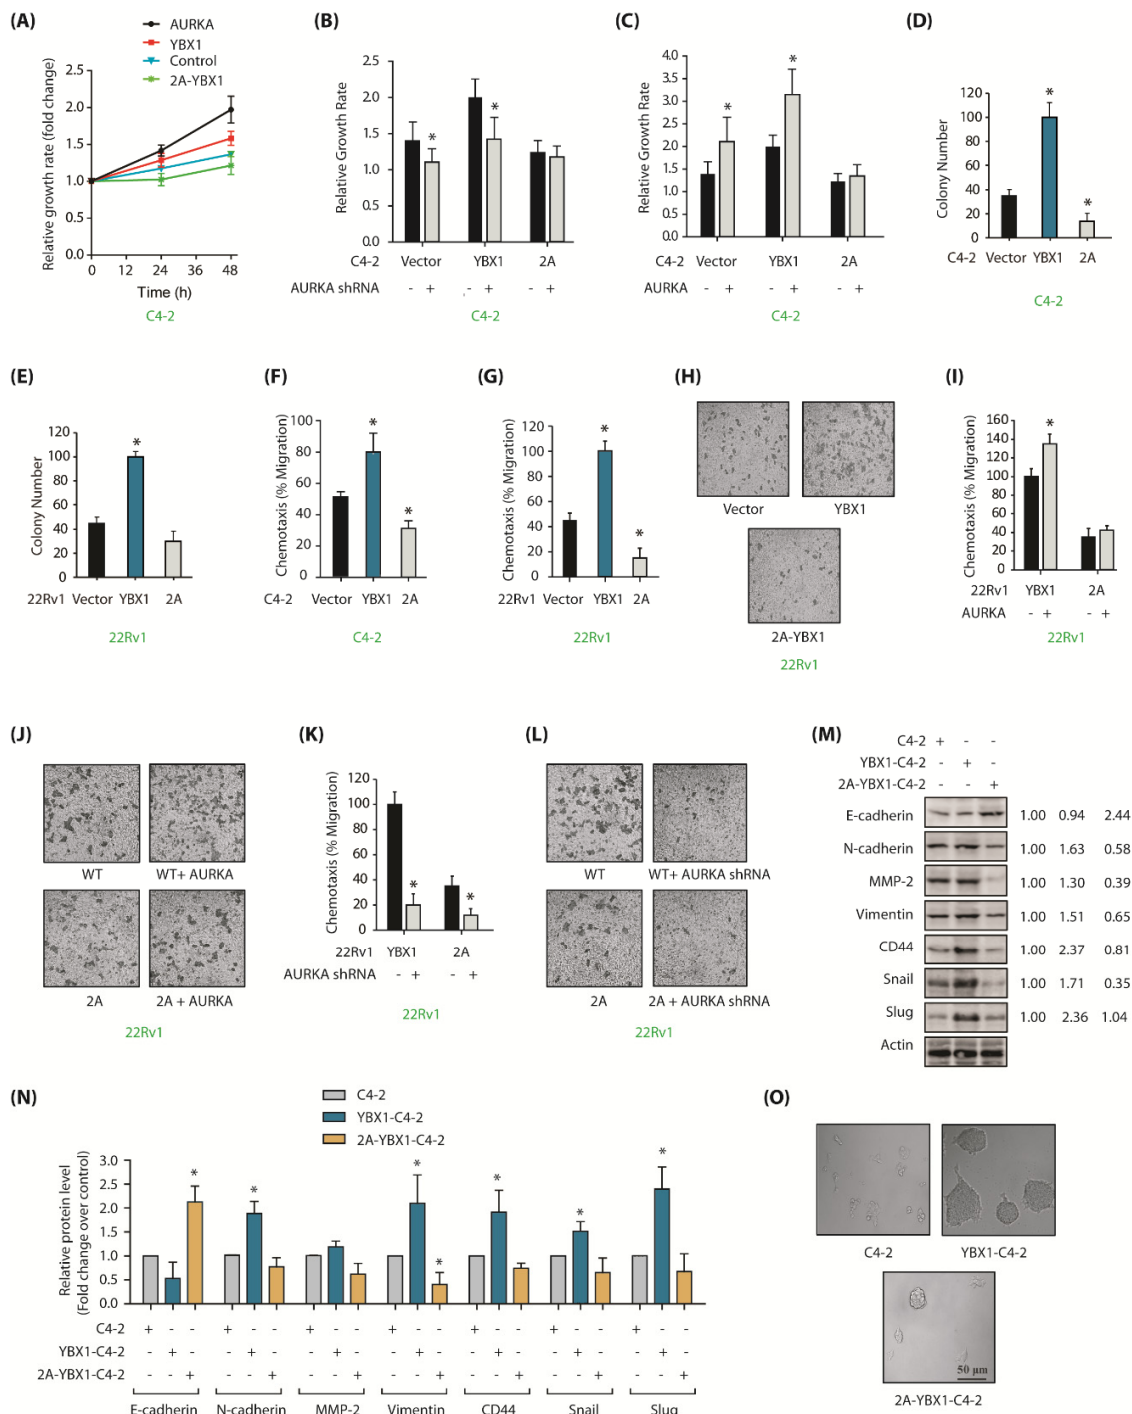 (A)
AURKA
YBX1
Control
2A-YBX1
Relative growth rate (fold change)
2.5
2.0
1.5
1.0
0.5
0 12 24 36 48
Time (h)
C4-2
(B)
Relative Growth Rate
2.5
2.0
1.5
1.0
0.5
0.0
* * 
C4-2 Vector YBX1 2A
AURKA shRNA - + - + - +
C4-2
(C)
Relative Growth Rate
4.0
3.5
3.0
2.5
2.0
1.5
1.0
0.5
0.0
* *
C4-2 Vector YBX1 2A
AURKA - + - + - +
C4-2
(D)
Colony Number
120
100
80
60
40
20
0
* *
C4-2 Vector YBX1 2A
C4-2
(E)
Colony Number
120
100
80
60
40
20
0
*
22Rv1 Vector YBX1 2A
22Rv1
(F)
Chemotaxis (% Migration)
100
80
60
40
20
0
* *
C4-2 Vector YBX1 2A
C4-2
(G)
Chemotaxis (% Migration)
120
100
80
60
40
20
0
* *
22Rv1 Vector YBX1 2A
22Rv1
(H)
Vector YBX1
2A-YBX1
22Rv1
(I)
Chemotaxis (% Migration)
160
140
120
100
80
60
40
20
0
*
22Rv1 YBX1 2A
AURKA - + - +
22Rv1
(J)
WT WT+ AURKA
2A 2A + AURKA
22Rv1
(K)
Chemotaxis (% Migration)
120
100
80
60
40
20
0
* *
22Rv1 YBX1 2A
AURKA shRNA - + - +
22Rv1
(L)
WT WT+ AURKA shRNA
2A 2A + AURKA shRNA
22Rv1
(M)
C4-2 + - -
YBX1-C4-2 - + -
2A-YBX1-C4-2 - - +
E-cadherin 1.00 0.94 2.44
N-cadherin 1.00 1.63 0.58
MMP-2 1.00 1.30 0.39
Vimentin 1.00 1.51 0.65
CD44 1.00 2.37 0.81
Snail 1.00 1.71 0.35
Slug 1.00 2.36 1.04
Actin
(N)
C4-2
YBX1-C4-2
2A-YBX1-C4-2
Relative protein level
(Fold change over control)
3.0
2.5
2.0
1.5
1.0
0.5
0.0
* * * * * * *
C4-2 + - - + - - + - - + - - + - - + - - + - -
YBX1-C4-2 - + - - + - - + - - + - - + - - + - - + -
2A-YBX1-C4-2 - - + - - + - - + - - + - - + - - + - - +
E-cadherin N-cadherin MMP-2 Vimentin CD44 Snail Slug
(O)
C4-2 YBX1-C4-2
50 µm
2A-YBX1-C4-2